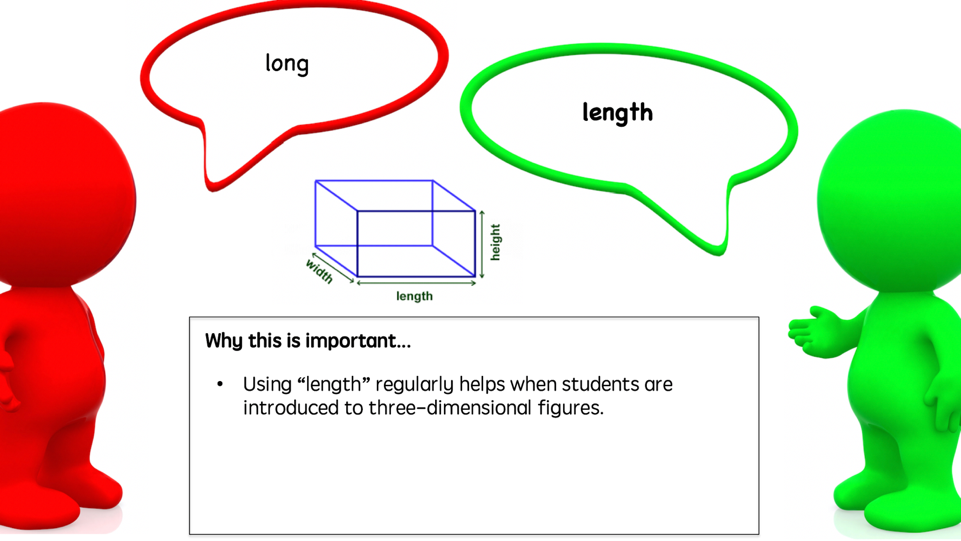 long
length
width
height
length
Why this is important...
• Using “length” regularly helps when students are
introduced to three-dimensional figures.